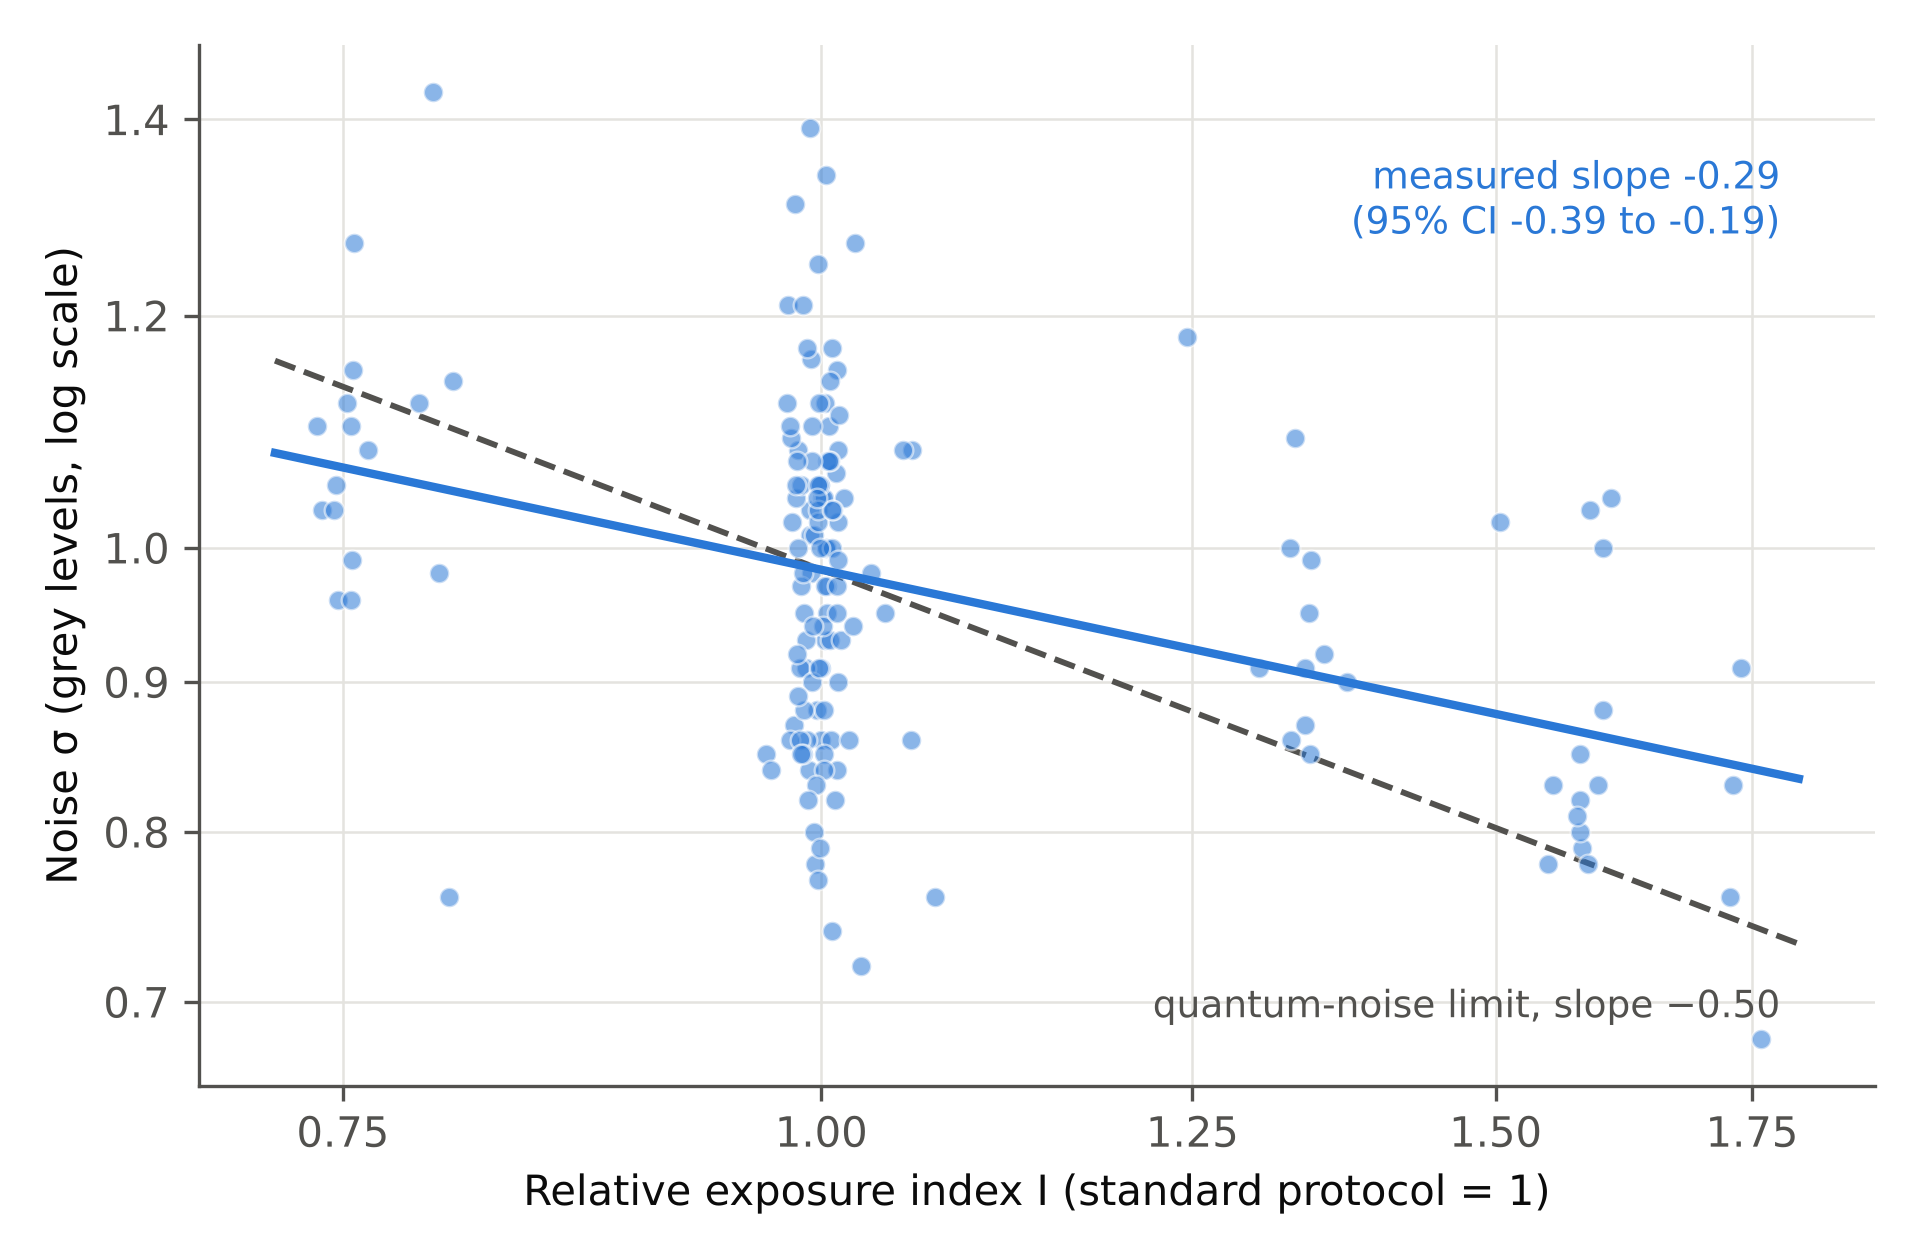 1.4
1.2
1.0
0.9
0.8
0.7
Noise σ (grey levels, log scale)
measured slope -0.29
(95% CI -0.39 to -0.19)
quantum-noise limit, slope −0.50
0.75
1.00
1.25
1.50
1.75
Relative exposure index I (standard protocol = 1)